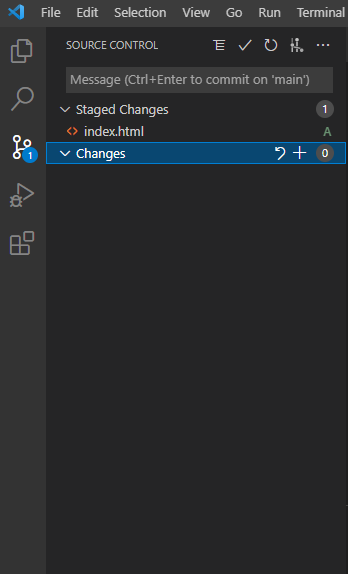 File Edit Selection View Go Run Terminal
SOURCE CONTROL
Message (Ctrl+Enter to commit on 'main')
Staged Changes 1
<> index.html A
1
Changes 0